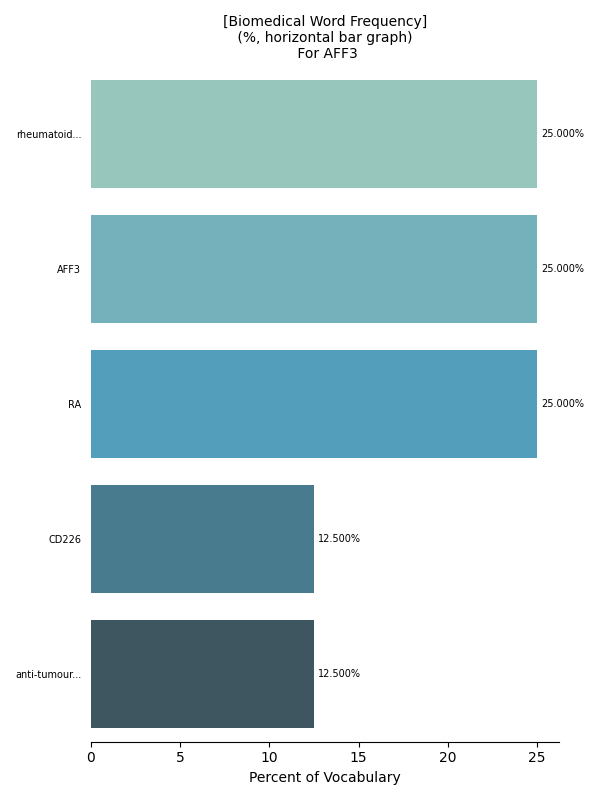 [Biomedical Word Frequency]
(%, horizontal bar graph)
For AFF3
rheumatoid...
25.000%
AFF3
25.000%
RA
25.000%
CD226
12.500%
anti-tumour...
12.500%
0 5 10 15 20 25
Percent of Vocabulary